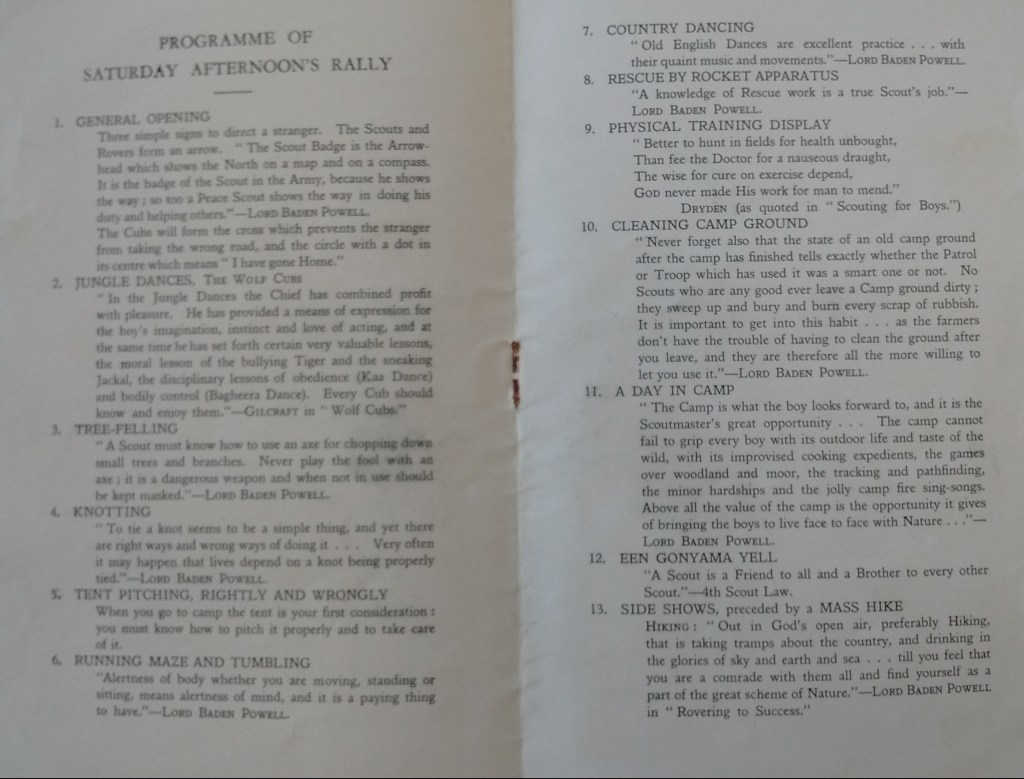 PROGRAMME OF
SATURDAY AFTERNOON'S RALLY
1. GENERAL OPENING
Three simple signs to direct a stranger. The Scouts and
Rovers form an arrow. " The Scout Badge is the Arrow-
head which shows the North on a map and on a compass.
It is the badge of the Scout in the Army, because he shows
the way ; so too a Peace Scout shows the way in doing his
duty and helping others."—LORD BADEN POWELL.
The Cubs will form the cross which prevents the stranger
from taking the wrong road, and the circle with a dot in
its centre which means " I have gone Home."
2. JUNGLE DANCES, THE WOLF CUBS
" In the Jungle Dances the Chief has combined profit
with pleasure. He has provided a means of expression for
the boy's imagination, instinct and love of acting, and at
the same time he has set forth certain very valuable lessons,
the moral lesson of the bullying Tiger and the sneaking
Jackal, the disciplinary lessons of obedience (Kaa Dance)
and bodily control (Bagheera Dance). Every Cub should
know and enjoy them."—GILCRAFT in " Wolf Cubs."
3. TREE-FELLING
" A Scout must know how to use an axe for chopping down
small trees and branches. Never play the fool with an
axe ; it is a dangerous weapon and when not in use should
be kept masked."—LORD BADEN POWELL.
4. KNOTTING
" To tie a knot seems to be a simple thing, and yet there
are right ways and wrong ways of doing it . . . Very often
it may happen that lives depend on a knot being properly
tied."—LORD BADEN POWELL.
5. TENT PITCHING, RIGHTLY AND WRONGLY
When you go to camp the tent is your first consideration :
you must know how to pitch it properly and to take care
of it.
6. RUNNING MAZE AND TUMBLING
"Alertness of body whether you are moving, standing or
sitting, means alertness of mind, and it is a paying thing
to have."—LORD BADEN POWELL.
7. COUNTRY DANCING
" Old English Dances are excellent practice . . . with
their quaint music and movements."—LORD BADEN POWELL.
8. RESCUE BY ROCKET APPARATUS
"A knowledge of Rescue work is a true Scout's job."—
LORD BADEN POWELL.
9. PHYSICAL TRAINING DISPLAY
" Better to hunt in fields for health unbought,
Than fee the Doctor for a nauseous draught,
The wise for cure on exercise depend,
GOD never made His work for man to mend."
DRYDEN (as quoted in " Scouting for Boys.")
10. CLEANING CAMP GROUND
" Never forget also that the state of an old camp ground
after the camp has finished tells exactly whether the Patrol
or Troop which has used it was a smart one or not. No
Scouts who are any good ever leave a Camp ground dirty ;
they sweep up and bury and burn every scrap of rubbish.
It is important to get into this habit . . . as the farmers
don't have the trouble of having to clean the ground after
you leave, and they are therefore all the more willing to
let you use it."—LORD BADEN POWELL.
11. A DAY IN CAMP
" The Camp is what the boy looks forward to, and it is the
Scoutmaster's great opportunity . . . The camp cannot
fail to grip every boy with its outdoor life and taste of the
wild, with its improvised cooking expedients, the games
over woodland and moor, the tracking and pathfinding,
the minor hardships and the jolly camp fire sing-songs.
Above all the value of the camp is the opportunity it gives
of bringing the boys to live face to face with Nature . . ."—
LORD BADEN POWELL.
12. EEN GONYAMA YELL
"A Scout is a Friend to all and a Brother to every other
Scout."—4th Scout Law.
13. SIDE SHOWS, preceded by a MASS HIKE
HIKING : " Out in God's open air, preferably Hiking,
that is taking tramps about the country, and drinking in
the glories of sky and earth and sea . . . till you feel that
you are a comrade with them all and find yourself as a
part of the great scheme of Nature."—LORD BADEN POWELL
in " Rovering to Success."